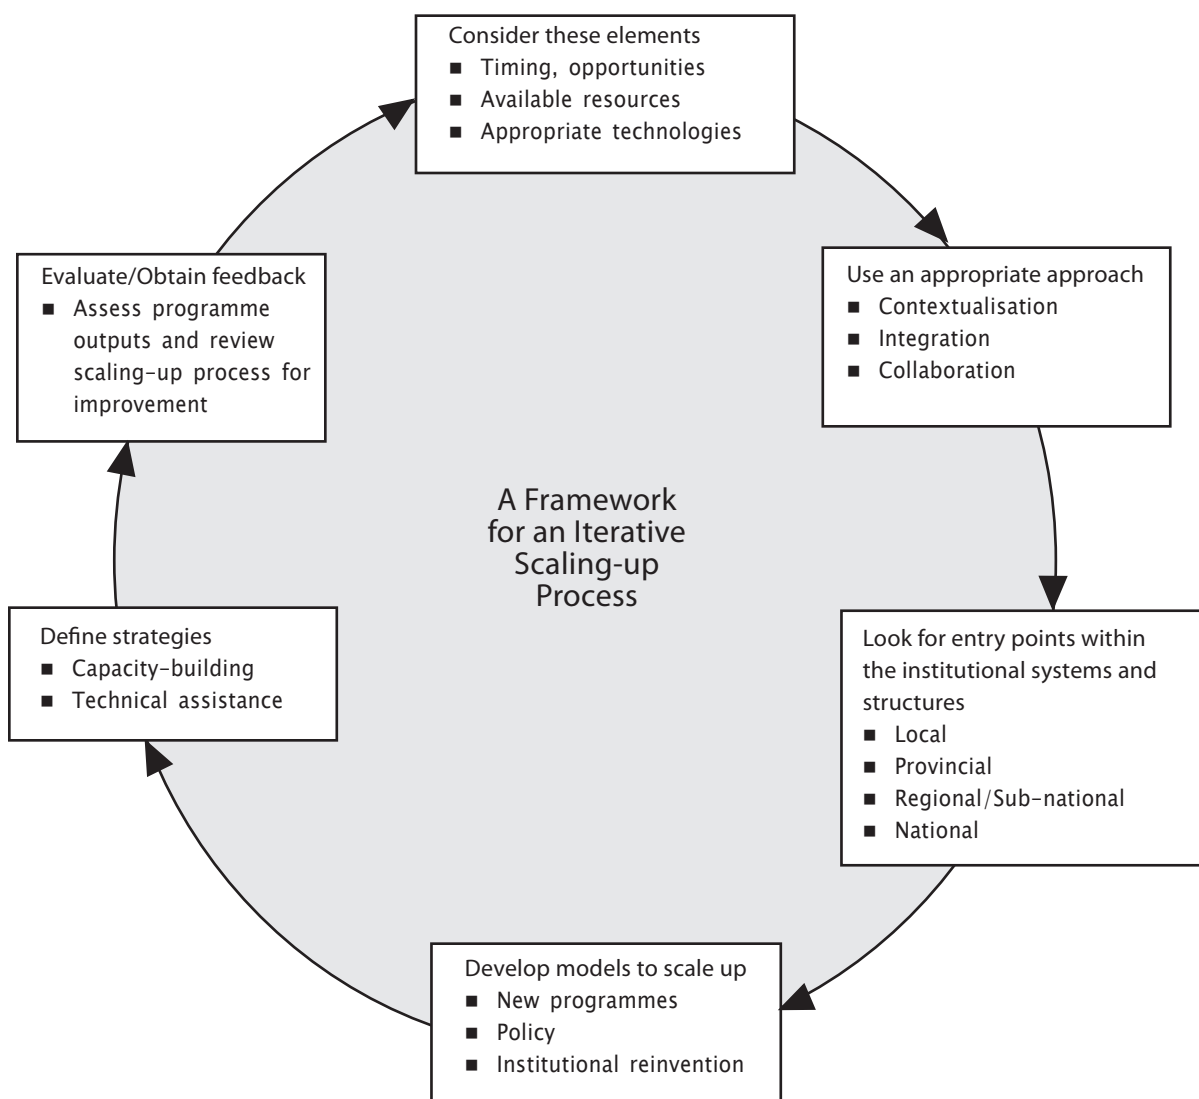 Consider these elements
■ Timing, opportunities
■ Available resources
■ Appropriate technologies
Use an appropriate approach
■ Contextualisation
■ Integration
■ Collaboration
Look for entry points within
the institutional systems and
structures
■ Local
■ Provincial
■ Regional/Sub-national
■ National
Develop models to scale up
■ New programmes
■ Policy
■ Institutional reinvention
Define strategies
■ Capacity-building
■ Technical assistance
Evaluate/Obtain feedback
■ Assess programme
outputs and review
scaling-up process for
improvement
A Framework
for an Iterative
Scaling-up
Process